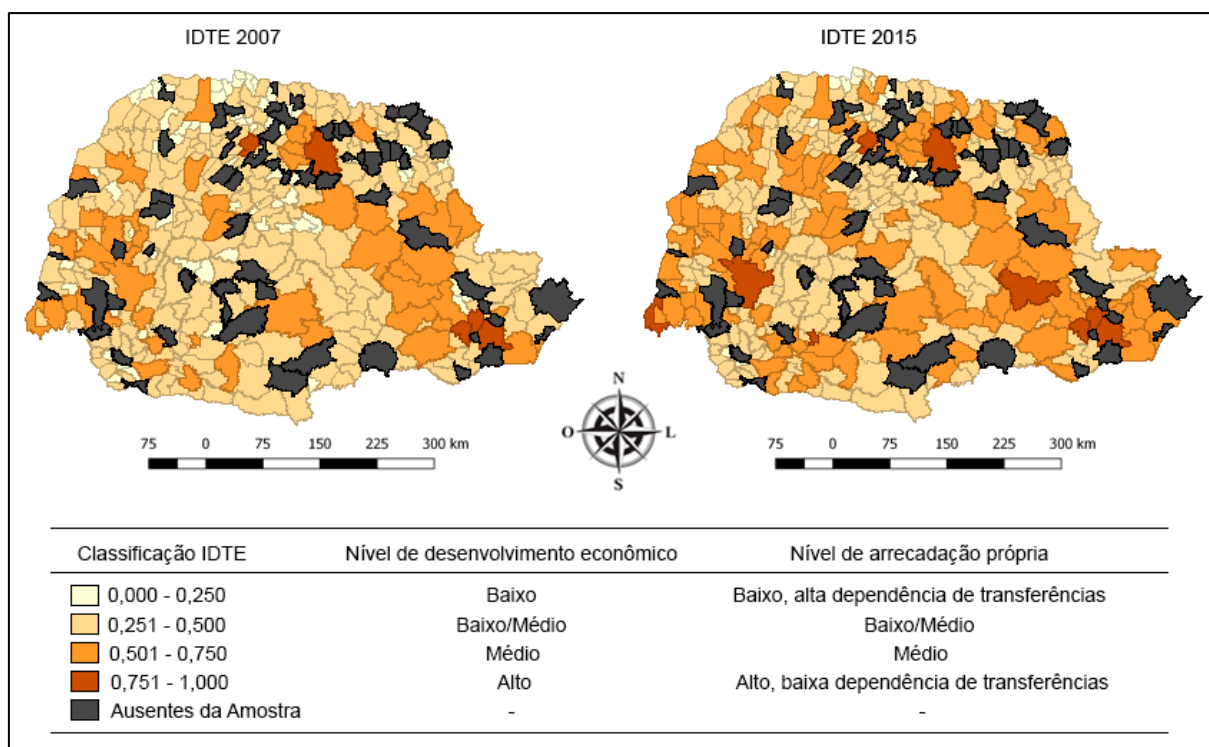 IDTE 2007
IDTE 2015
N
O L
S
75 0 75 150 225 300 km
75 0 75 150 225 300 km
Classificação IDTE Nível de desenvolvimento econômico Nível de arrecadação própria
0,000 - 0,250 Baixo Baixo, alta dependência de transferências
0,251 - 0,500 Baixo/Médio Baixo/Médio
0,501 - 0,750 Médio Médio
0,751 - 1,000 Alto Alto, baixa dependência de transferências
Ausentes da Amostra - -